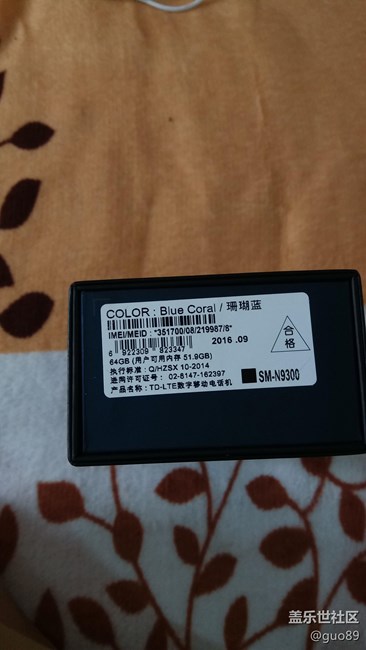 COLOR : Blue Coral / 珊瑚蓝
IMEI/MEID : *351700/08/219987/8*
2016 .09
合格
6 922309 823347
64GB (用户可用内存 51.9GB)
执行标准 : Q/HZSX 10-2014
进网许可证号 : 02-8147-162397
产品名称 : TD-LTE数字移动电话机
SM-N9300
盖乐世社区
@guo89